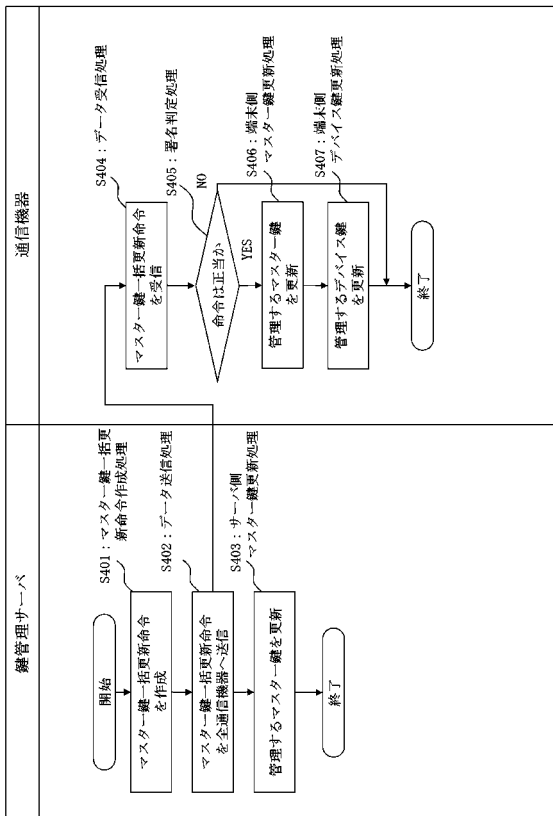 鍵管理サーバ
開始
S401：マスター鍵一括更
新命令作成処理
マスター鍵一括更新命令
を作成
S402：データ送信処理
マスター鍵一括更新命令
を全通信機器へ送信
S403：サーバ側
マスター鍵更新処理
管理するマスター鍵を更新
終了
通信機器
S404：データ受信処理
マスター鍵一括更新命令
を受信
S405：署名判定処理
命令は正当か
NO
YES
S406：端末側
マスター鍵更新処理
管理するマスター鍵
を更新
S407：端末側
デバイス鍵更新処理
管理するデバイス鍵
を更新
終了